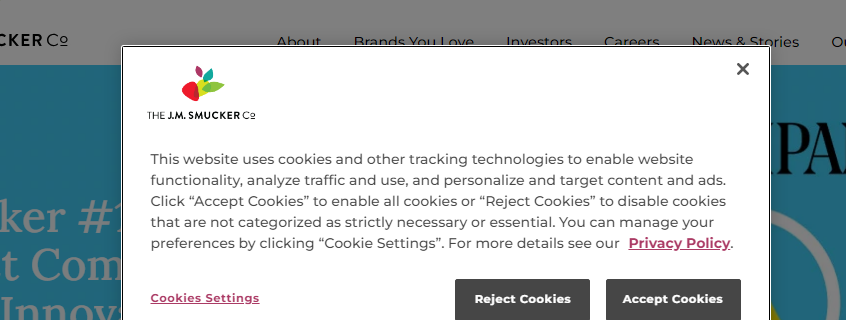 CKER Co
About Brands You Love Investors Careers News & Stories
THE J.M. SMUCKER Co
This website uses cookies and other tracking technologies to enable website
functionality, analyze traffic and use, and personalize and target content and ads.
Click “Accept Cookies” to enable all cookies or “Reject Cookies” to disable cookies
that are not categorized as strictly necessary or essential. You can manage your
preferences by clicking “Cookie Settings”. For more details see our Privacy Policy.
ker #1
t Com
Innov
PA
Cookies Settings Reject Cookies Accept Cookies